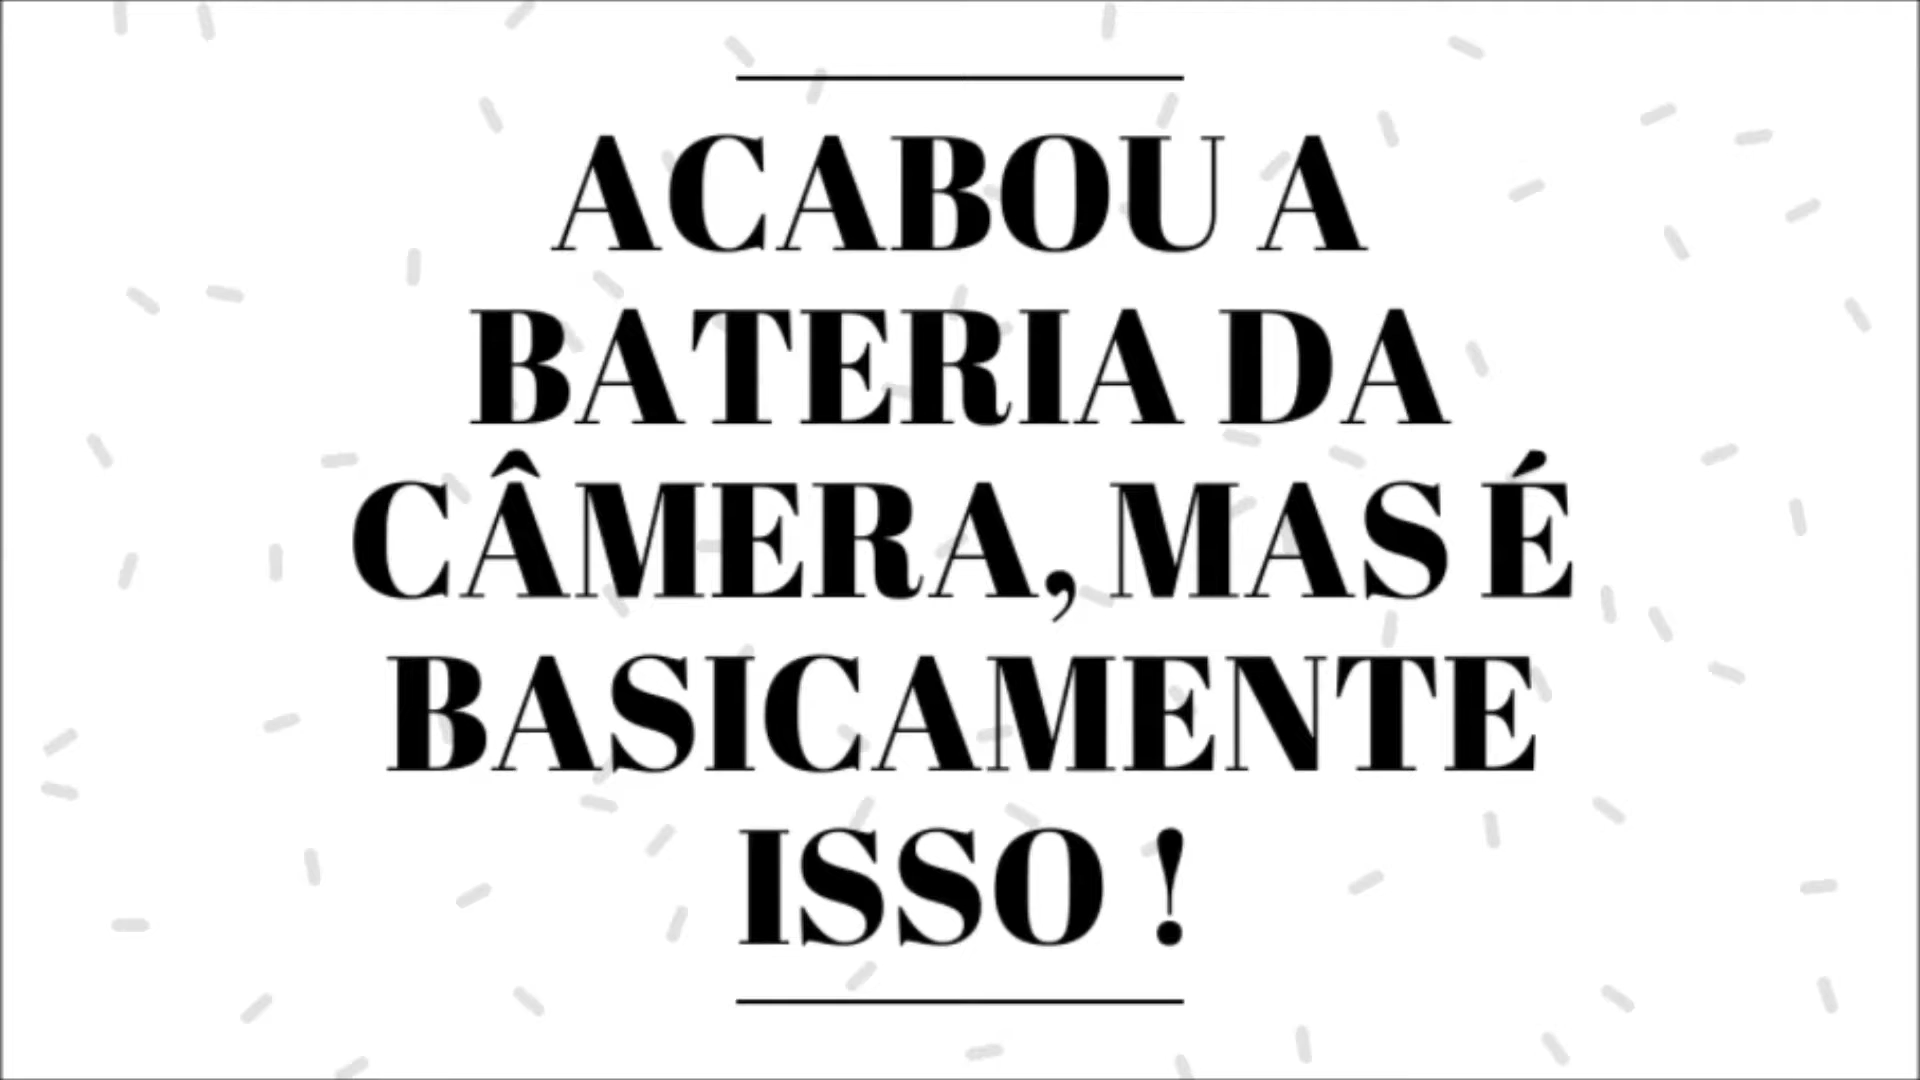 ACABOU A
BATERIA DA
CÂMERA, MAS É
BASICAMENTE
ISSO !